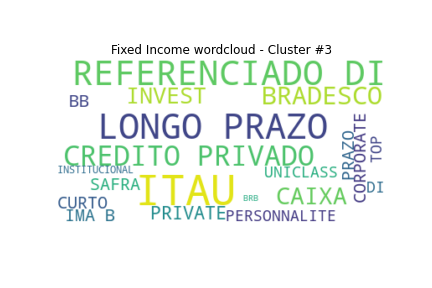 Fixed Income wordcloud - Cluster #3
REFERENCIADO DI
BB
INVEST
BRADESCO
LONGO PRAZO
CREDITO PRIVADO
PRAZO
CORPORATE
TOP
INSTITUCIONAL
UNICLASS
SAFRA
ITAU
DI
CAIXA
BRB
CURTO
IMA B
PRIVATE
PERSONNALITE